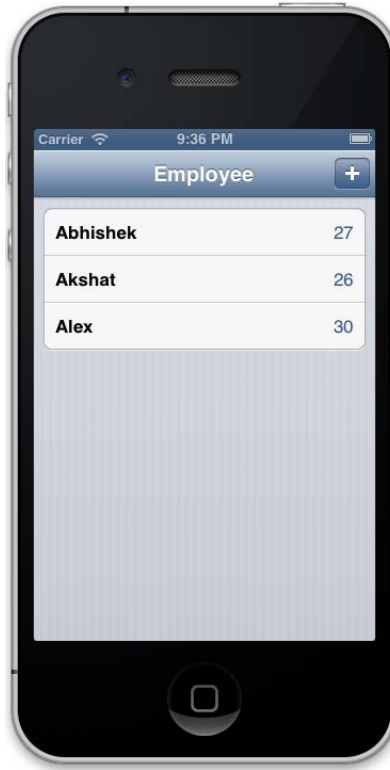 Carrier 9:36 PM
Employee
+
Abhishek 27
Akshat 26
Alex 30